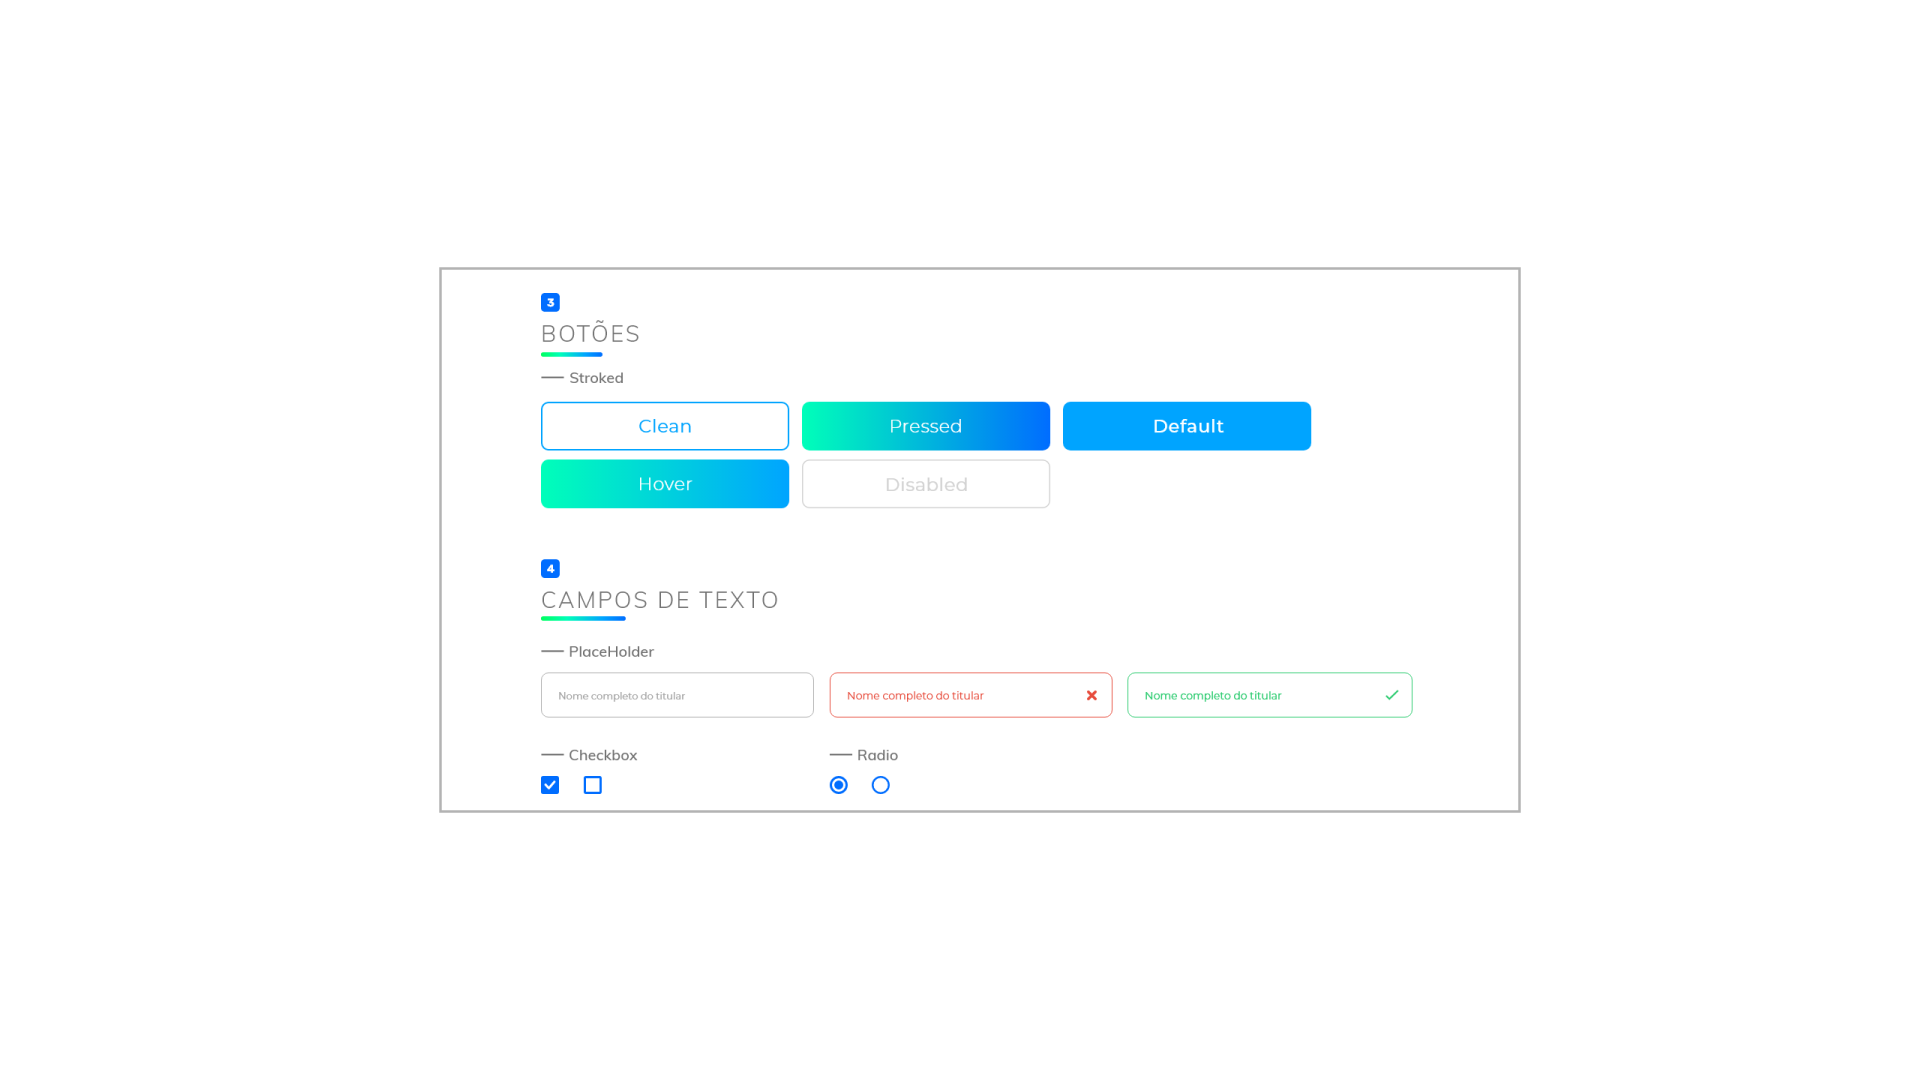 3
BOTÕES
Stroked
Clean
Pressed
Default
Hover
Disabled
4
CAMPOS DE TEXTO
PlaceHolder
Nome completo do titular
Nome completo do titular
Nome completo do titular
Checkbox
Radio